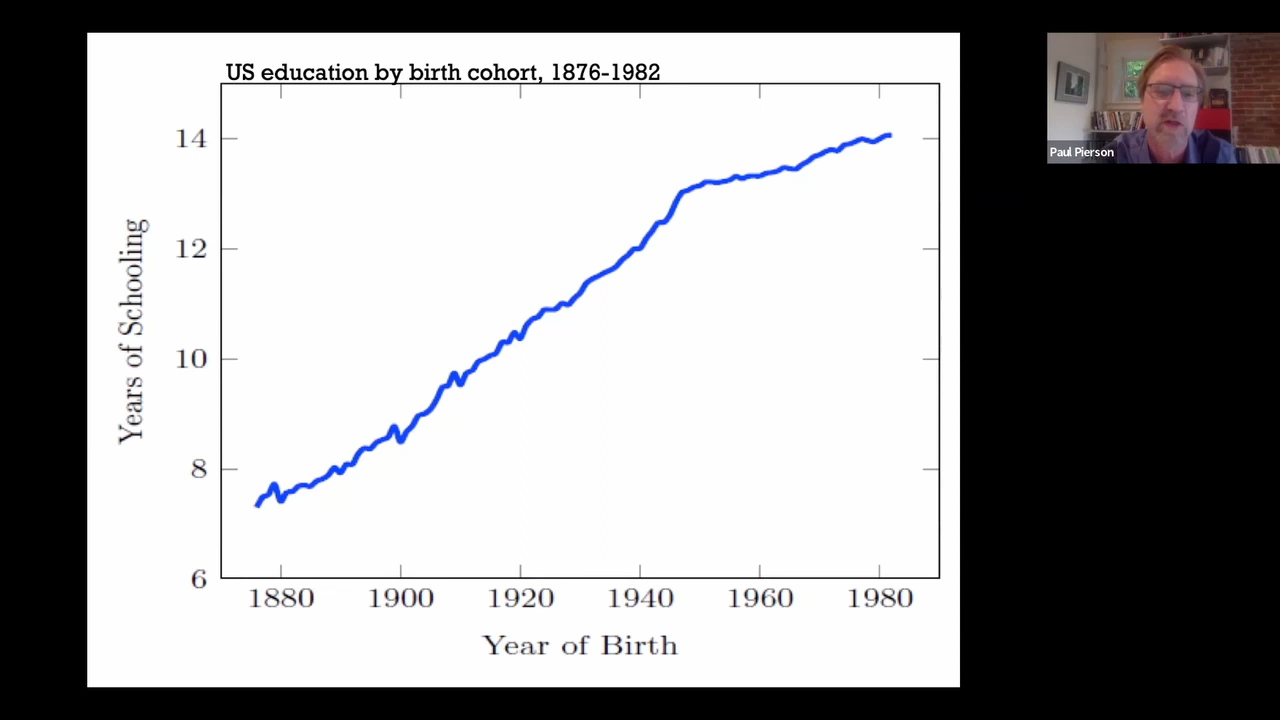 US education by birth cohort, 1876-1982
14
12
10
8
6
Years of Schooling
1880 1900 1920 1940 1960 1980
Year of Birth
Paul Pierson